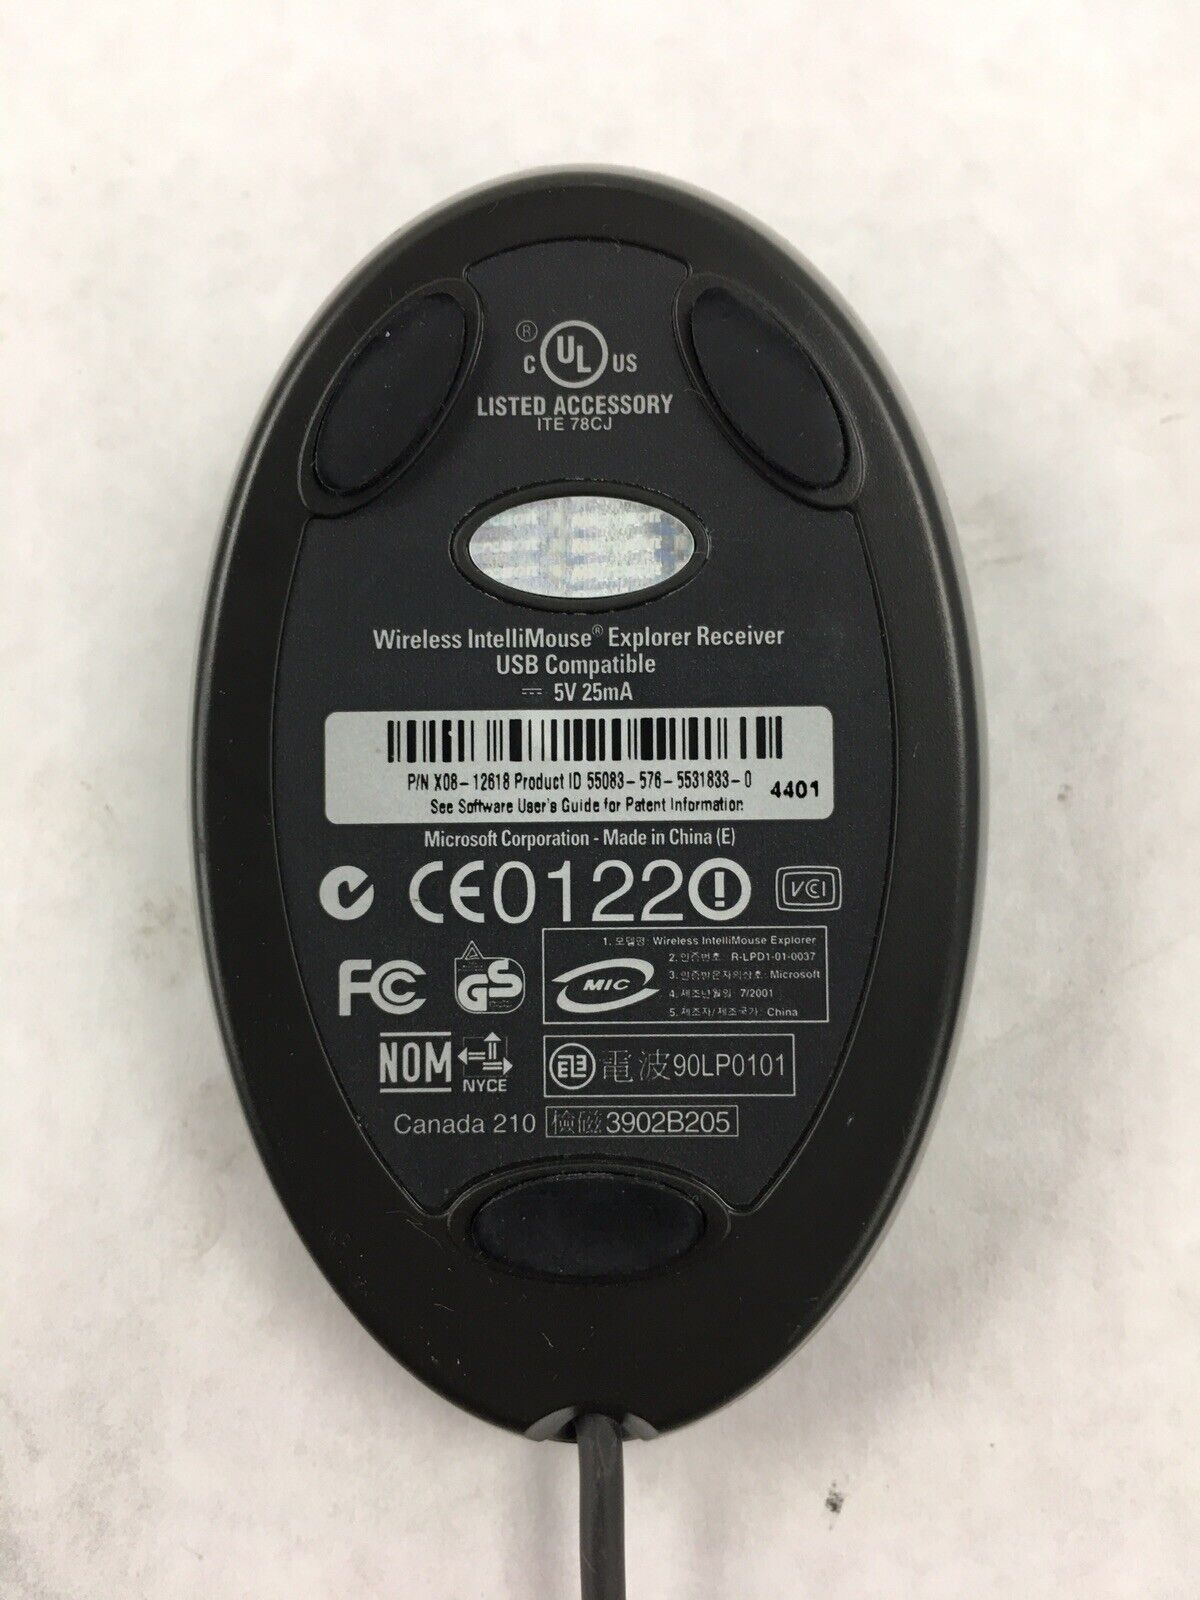 ®
C UL US
LISTED ACCESSORY
ITE 78CJ
Wireless IntelliMouse® Explorer Receiver
USB Compatible
⎓ 5V 25mA
P/N X08-12618 Product ID 55083-576-5531833-0 4401
See Software User's Guide for Patent Information
Microsoft Corporation - Made in China (E)
CE0122 ! VCI
FC GS
MIC
1. 모델명: Wireless IntelliMouse Explorer
2. 인증번호: R-LPD1-01-0037
3. 인증받은자의상호: Microsoft
4. 제조년월일: 7/2001
5. 제조자/제조국가: China
NOM NYCE
電波90LP0101
Canada 210 檢磁3902B205